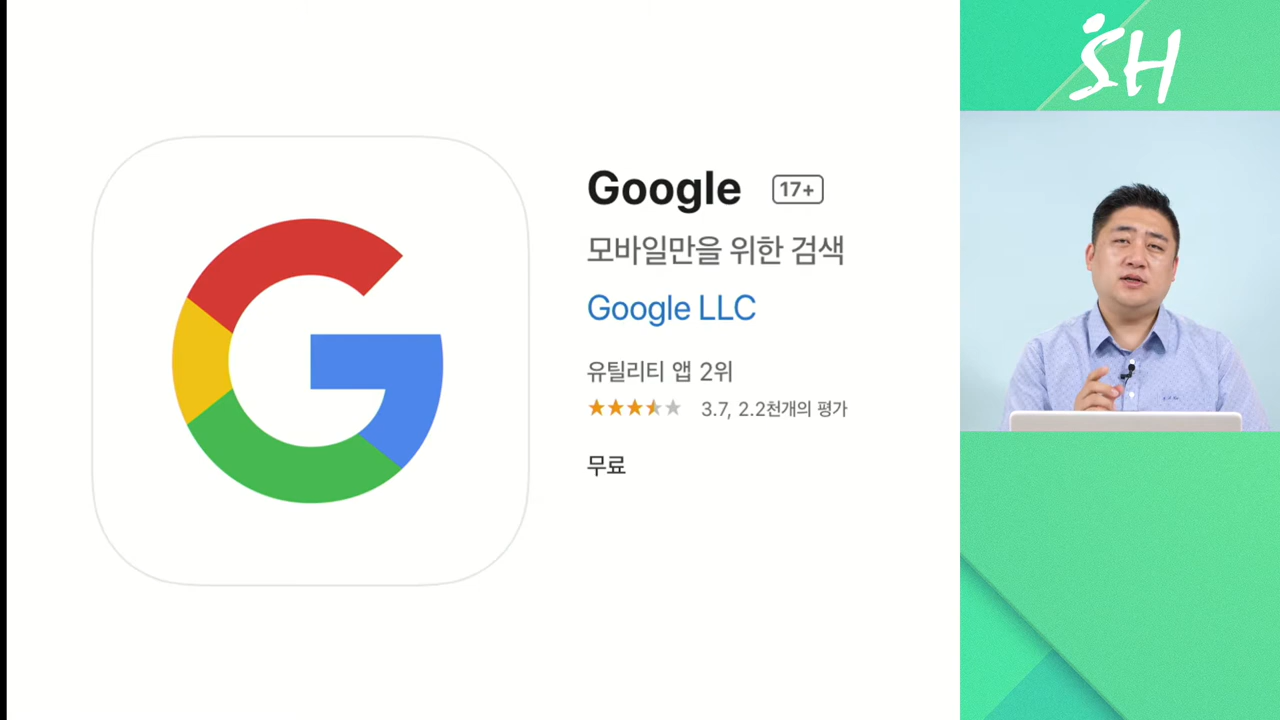 Google 17+
모바일만을 위한 검색
Google LLC
유틸리티 앱 2위
3.7, 2.2천개의 평가
무료
SH